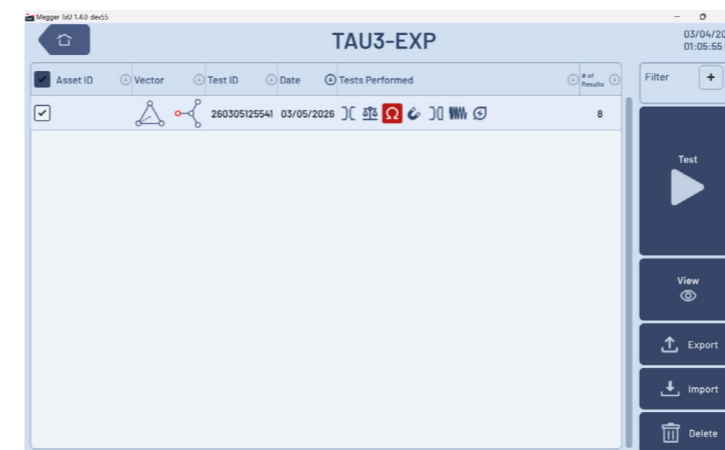 Megger IxU 1.4.0 dev55
TAU3-EXP
03/04/20
01:05:55
Asset ID Vector Test ID Date Tests Performed # of Results
260305125541 03/05/2026 Ω 8
Filter +
Test
View
Export
Import
Delete